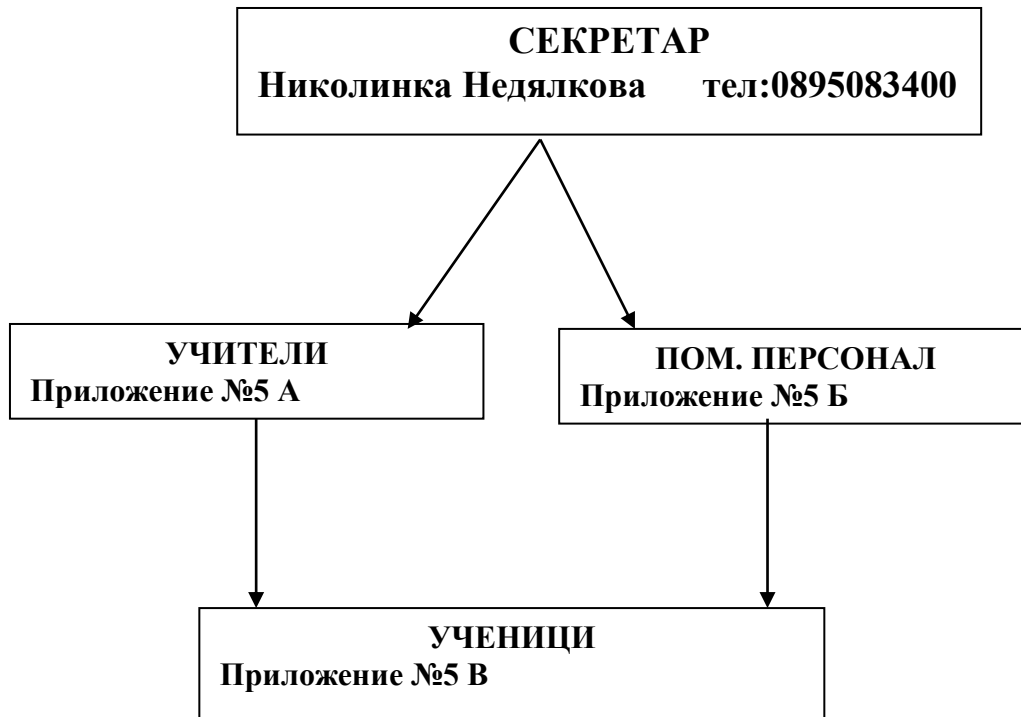 СЕКРЕТАР
Николинка Недялкова тел:0895083400
УЧИТЕЛИ
Приложение №5 А
ПОМ. ПЕРСОНАЛ
Приложение №5 Б
УЧЕНИЦИ
Приложение №5 В